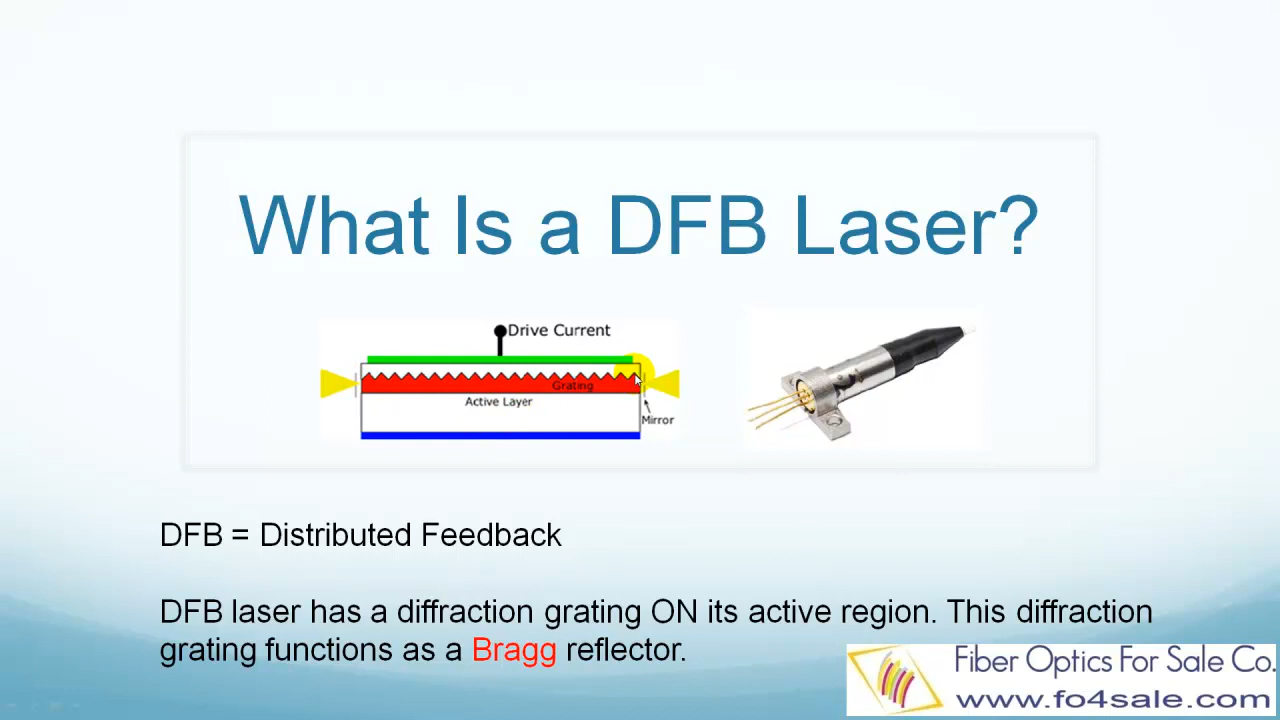 What Is a DFB Laser?
Drive Current
Grating
Active Layer
Mirror
DFB = Distributed Feedback
DFB laser has a diffraction grating ON its active region. This diffraction
grating functions as a Bragg reflector.
Fiber Optics For Sale Co.
www.fo4sale.com